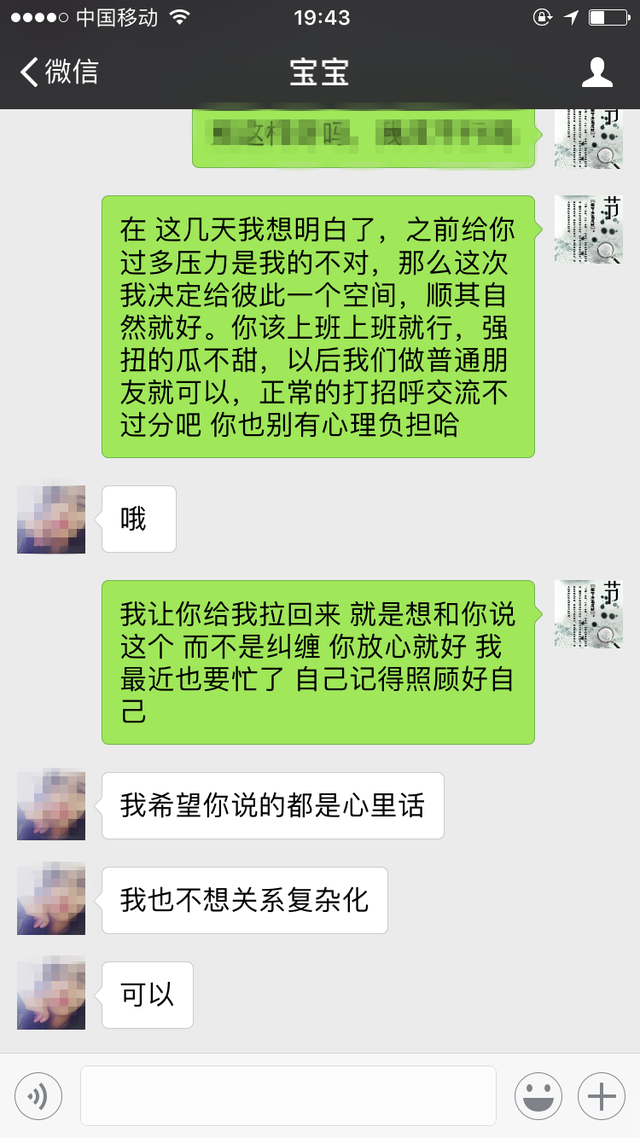 中国移动 19:43
微信 宝宝
在 这几天我想明白了，之前给你
过多压力是我的不对，那么这次
我决定给彼此一个空间，顺其自
然就好。你该上班上班就行，强
扭的瓜不甜，以后我们做普通朋
友就可以，正常的打招呼交流不
过分吧 你也别有心理负担哈
节
哦
我让你给我拉回来 就是想和你说
这个 而不是纠缠 你放心就好 我
最近也要忙了 自己记得照顾好自
己
节
我希望你说的都是心里话
我也不想关系复杂化
可以